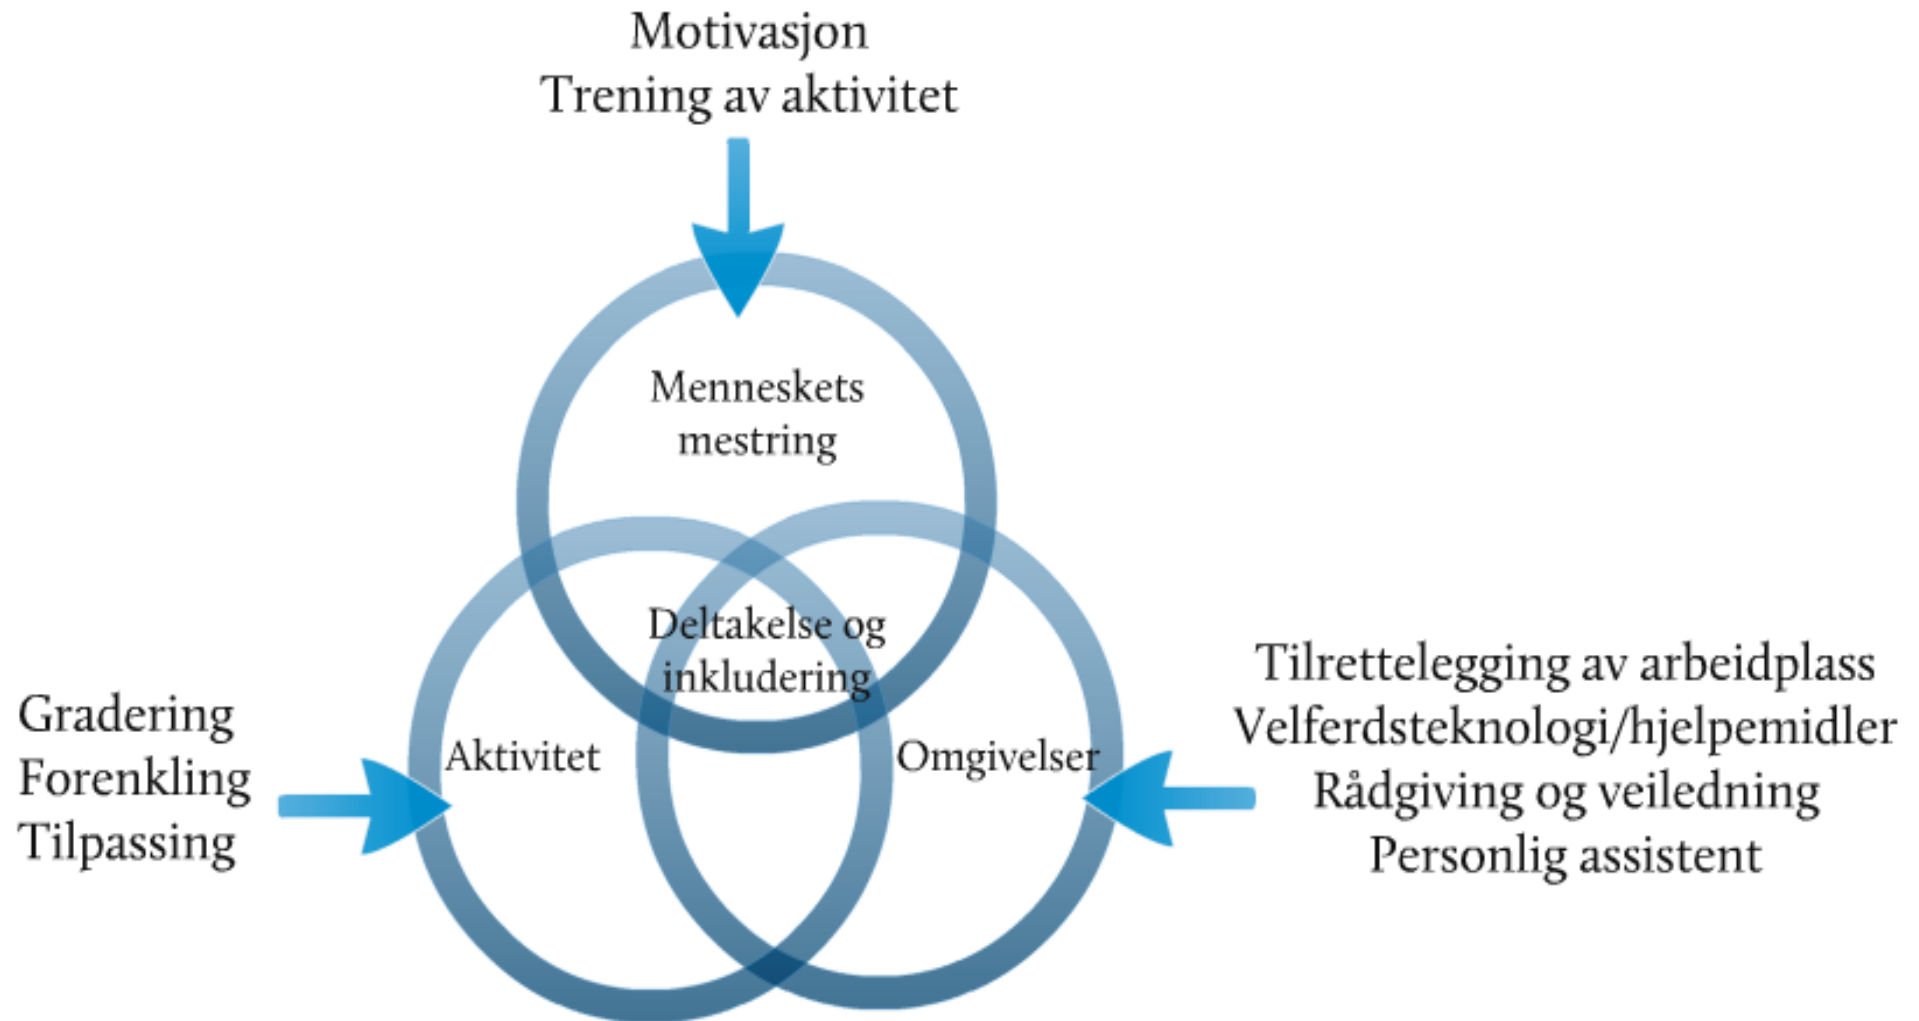 Motivasjon
Trening av aktivitet
Menneskets
mestring
Deltakelse og
inkludering
Gradering
Forenkling
Tilpassing
Aktivitet
Omgivelser
Tilrettelegging av arbeidplass
Velferdsteknologi/hjelpemidler
Rådgiving og veiledning
Personlig assistent